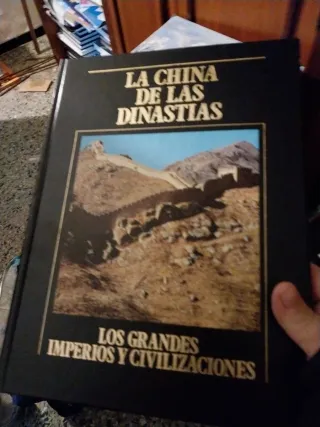 LA CHINA
DE LAS
DINASTIAS
LOS GRANDES
IMPERIOS Y CIVILIZACIONES